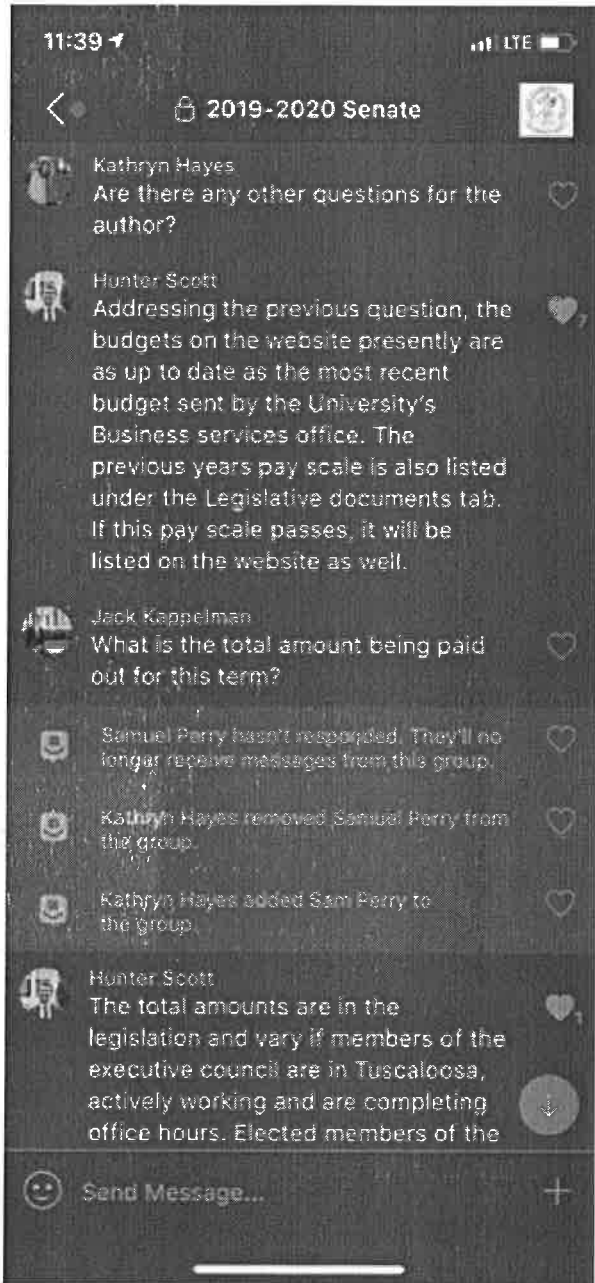 11:39
LTE
2019-2020 Senate
Kathryn Hayes
Are there any other questions for the
author?
Hunter Scott
Addressing the previous question, the
budgets on the website presently are
as up to date as the most recent
budget sent by the University's
Business services office. The
previous years pay scale is also listed
under the Legislative documents tab.
If this pay scale passes, it will be
listed on the website as well.
7
Jack Kappelman
What is the total amount being paid
out for this term?
Samuel Perry hasn't responded. They'll no
longer receive messages from this group.
Kathryn Hayes removed Samuel Perry from
the group.
Kathryn Hayes added Sam Perry to
the group.
Hunter Scott
The total amounts are in the
legislation and vary if members of the
executive council are in Tuscaloosa,
actively working and are completing
office hours. Elected members of the
1
Send Message...